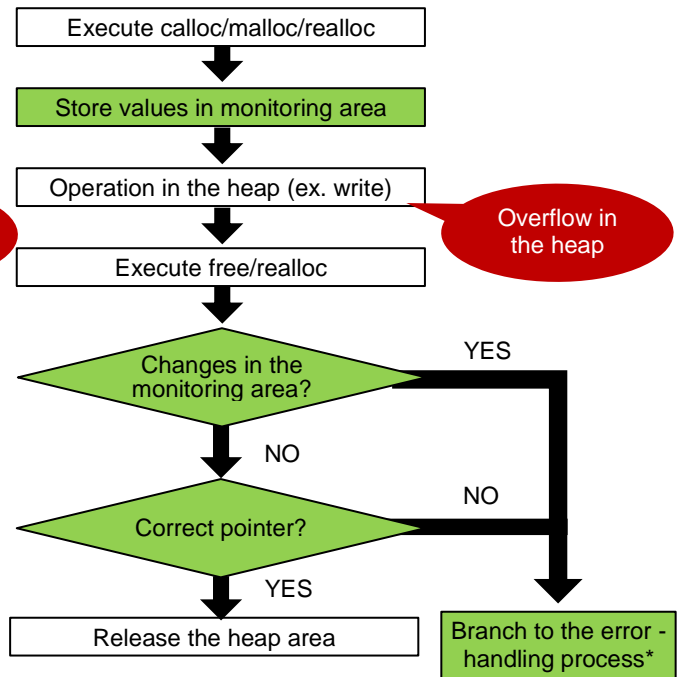 Execute calloc/malloc/realloc
Store values in monitoring area
Operation in the heap (ex. write)
Overflow in
the heap
Execute free/realloc
Changes in the
monitoring area?
YES
NO
Correct pointer?
NO
YES
Release the heap area
Branch to the error -
handling process*